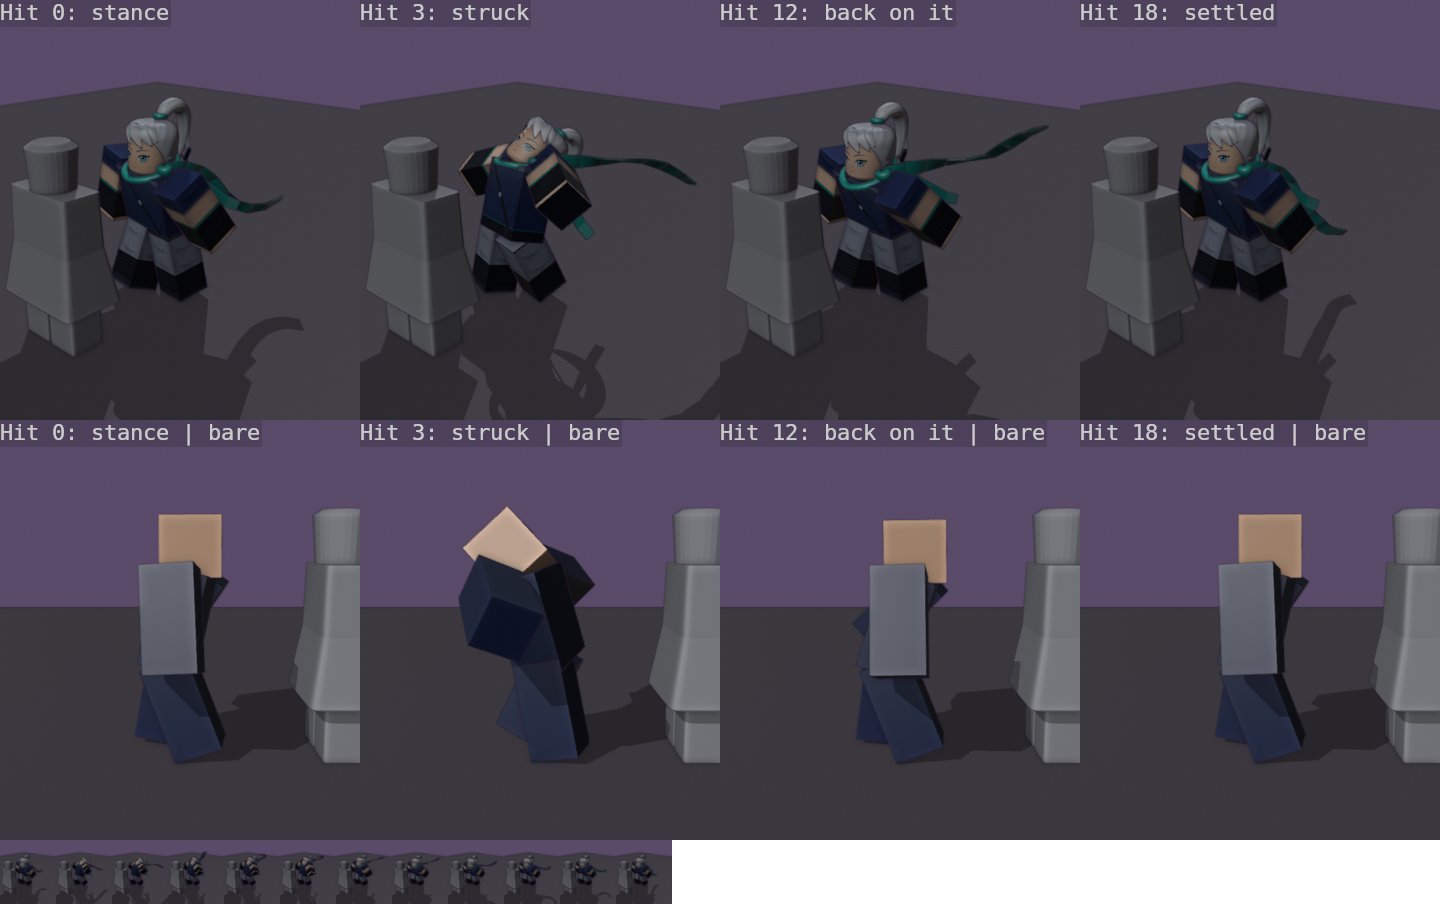 Hit 0: stance
Hit 3: struck
Hit 12: back on it
Hit 18: settled
Hit 0: stance | bare
Hit 3: struck | bare
Hit 12: back on it | bare
Hit 18: settled | bare